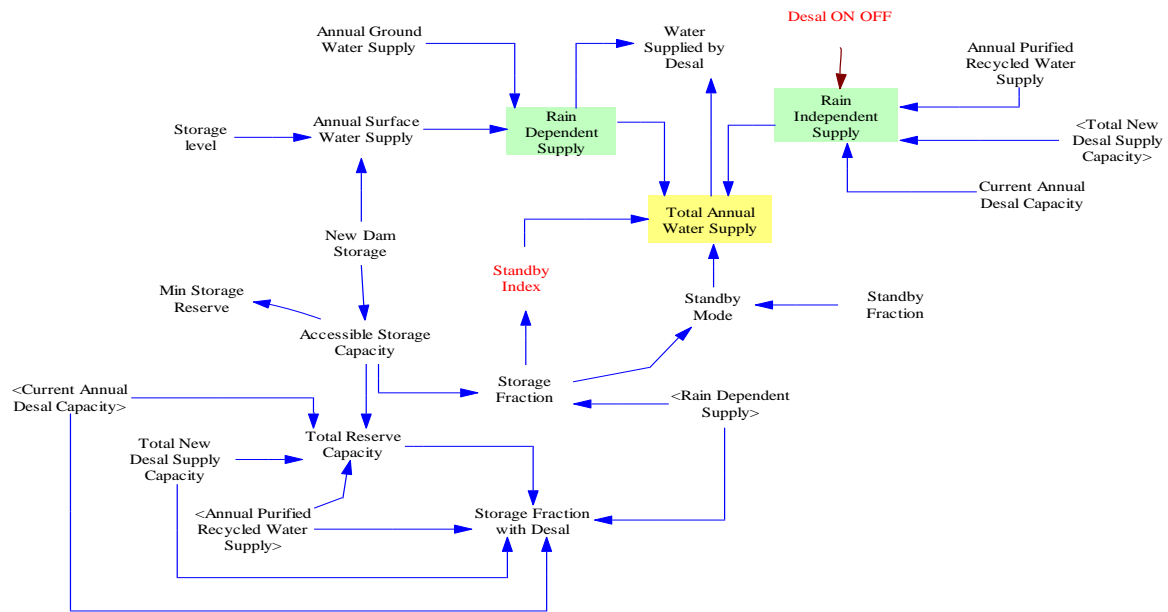 Desal ON OFF
Annual Ground
Water Supply
Water
Supplied by
Desal
Annual Purified
Recycled Water
Supply
Storage
level
Annual Surface
Water Supply
Rain
Dependent
Supply
Rain
Independent
Supply
<Total New
Desal Supply
Capacity>
Current Annual
Desal Capacity
Total Annual
Water Supply
New Dam
Storage
Standby
Index
Min Storage
Reserve
Standby
Mode
Standby
Fraction
Accessible Storage
Capacity
<Current Annual
Desal Capacity>
Storage
Fraction
<Rain Dependent
Supply>
Total New
Desal Supply
Capacity
Total Reserve
Capacity
<Annual Purified
Recycled Water
Supply>
Storage Fraction
with Desal